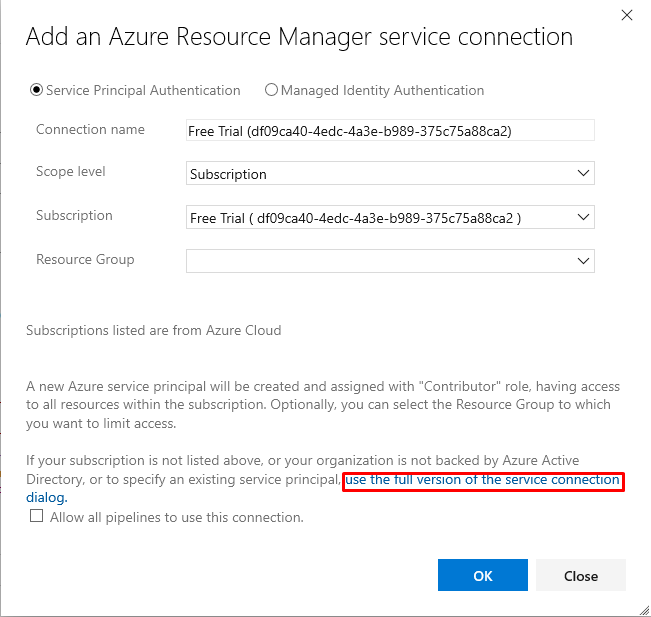 Add an Azure Resource Manager service connection
Service Principal Authentication Managed Identity Authentication
Connection name Free Trial (df09ca40-4edc-4a3e-b989-375c75a88ca2)
Scope level Subscription
Subscription Free Trial ( df09ca40-4edc-4a3e-b989-375c75a88ca2 )
Resource Group
Subscriptions listed are from Azure Cloud
A new Azure service principal will be created and assigned with "Contributor" role, having access
to all resources within the subscription. Optionally, you can select the Resource Group to which
you want to limit access.
If your subscription is not listed above, or your organization is not backed by Azure Active
Directory, or to specify an existing service principal, use the full version of the service connection
dialog.
Allow all pipelines to use this connection.
OK Close